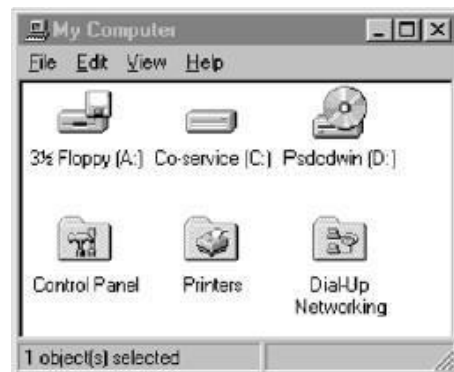 My Computer
File Edit View Help
3½ Floppy (A:) Co-service (C:) Psdcdwin (D:)
Control Panel Printers Dial-Up
Networking
1 object(s) selected